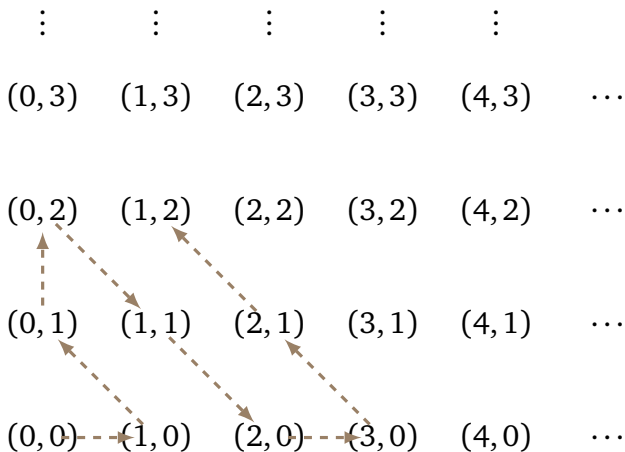 ⋮ ⋮ ⋮ ⋮ ⋮
(0, 3) (1, 3) (2, 3) (3, 3) (4, 3) ⋯
(0, 2) (1, 2) (2, 2) (3, 2) (4, 2) ⋯
(0, 1) (1, 1) (2, 1) (3, 1) (4, 1) ⋯
(0, 0) (1, 0) (2, 0) (3, 0) (4, 0) ⋯